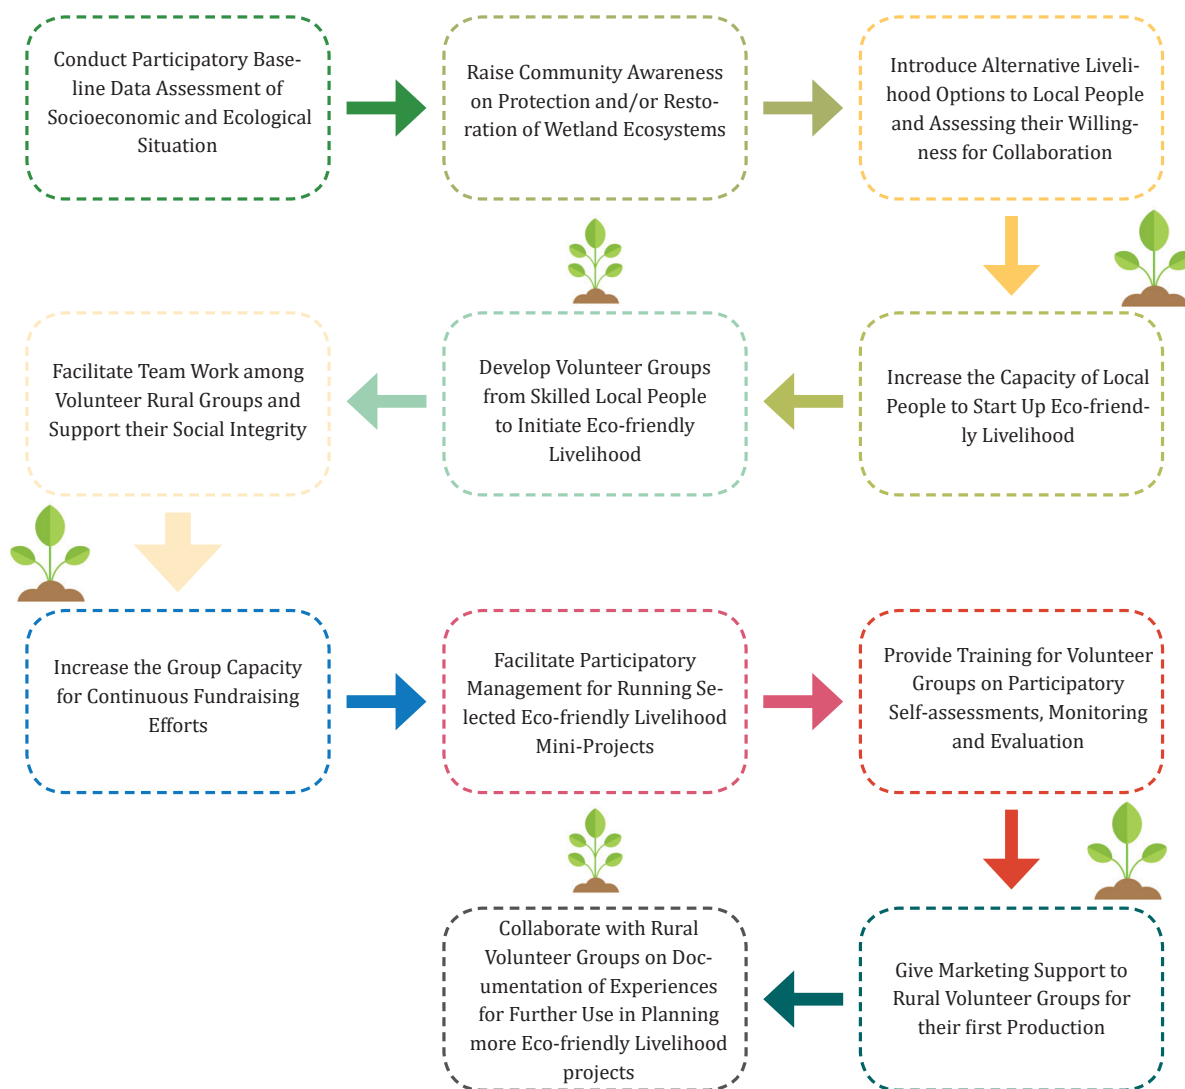 Conduct Participatory Base-
line Data Assessment of
Socioeconomic and Ecological
Situation
Raise Community Awareness
on Protection and/or Resto-
ration of Wetland Ecosystems
Introduce Alternative Liveli-
hood Options to Local People
and Assessing their Willing-
ness for Collaboration
Increase the Capacity of Local
People to Start Up Eco-friend-
ly Livelihood
Develop Volunteer Groups
from Skilled Local People
to Initiate Eco-friendly
Livelihood
Facilitate Team Work among
Volunteer Rural Groups and
Support their Social Integrity
Increase the Group Capacity
for Continuous Fundraising
Efforts
Facilitate Participatory
Management for Running Se-
lected Eco-friendly Livelihood
Mini-Projects
Provide Training for Volunteer
Groups on Participatory
Self-assessments, Monitoring
and Evaluation
Give Marketing Support to
Rural Volunteer Groups for
their first Production
Collaborate with Rural
Volunteer Groups on Doc-
umentation of Experiences
for Further Use in Planning
more Eco-friendly Livelihood
projects